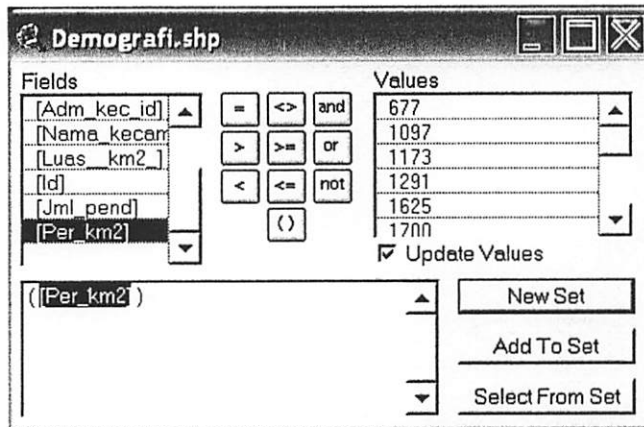 Demografi.shp
Fields
Values
[Adm_kec_id]
[Nama_kecam
[Luas__km2_]
[Id]
[Jml_pend]
[Per_km2]
= <> and
> >= or
< <= not
()
677
1097
1173
1291
1625
1700
Update Values
([Per_km2] )
New Set
Add To Set
Select From Set